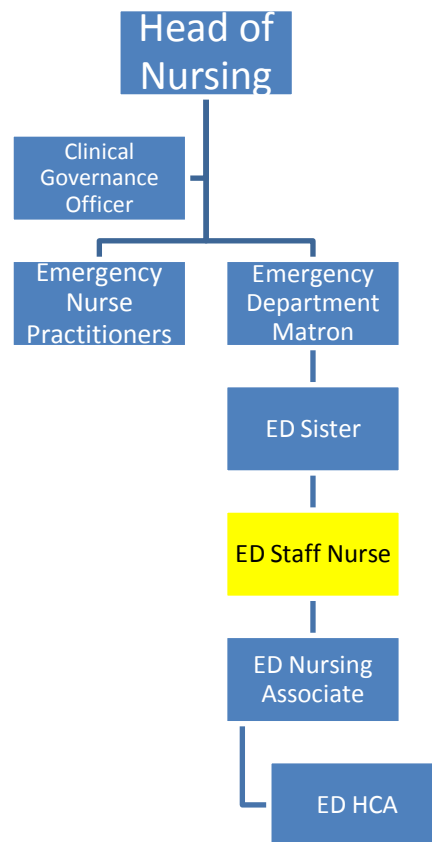 Head of
Nursing
Clinical
Governance
Officer
Emergency
Nurse
Practitioners
Emergency
Department
Matron
ED Sister
ED Staff Nurse
ED Nursing
Associate
ED HCA